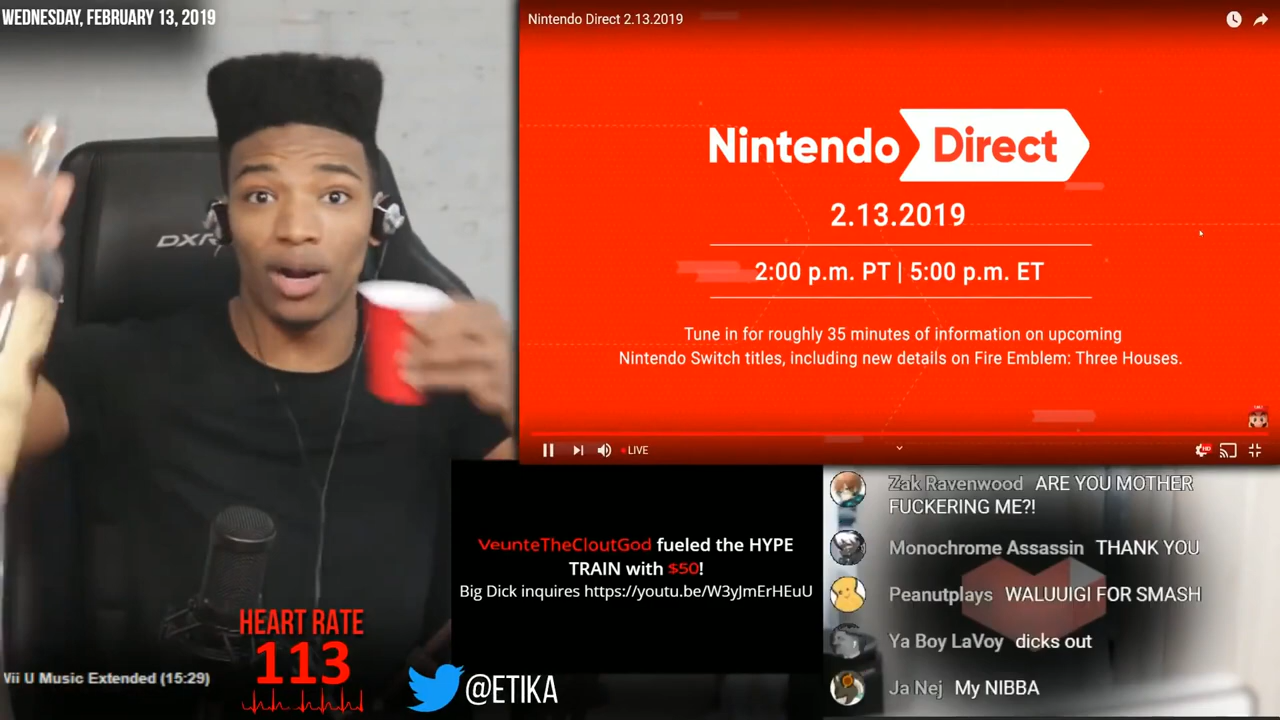 WEDNESDAY, FEBRUARY 13, 2019
Nintendo Direct 2.13.2019
Nintendo Direct
2.13.2019
2:00 p.m. PT | 5:00 p.m. ET
Tune in for roughly 35 minutes of information on upcoming
Nintendo Switch titles, including new details on Fire Emblem: Three Houses.
LIVE
HD
DXR
VeunteTheCloutGod fueled the HYPE
TRAIN with $50!
Big Dick inquires https://youtu.be/W3yJmErHEuU
Zak Ravenwood ARE YOU MOTHER
FUCKERING ME?!
Monochrome Assassin THANK YOU
Peanutplays WALUUIGI FOR SMASH
Ya Boy LaVoy dicks out
Ja Nej My NIBBA
HEART RATE
113
Wii U Music Extended (15:29)
@ETIKA